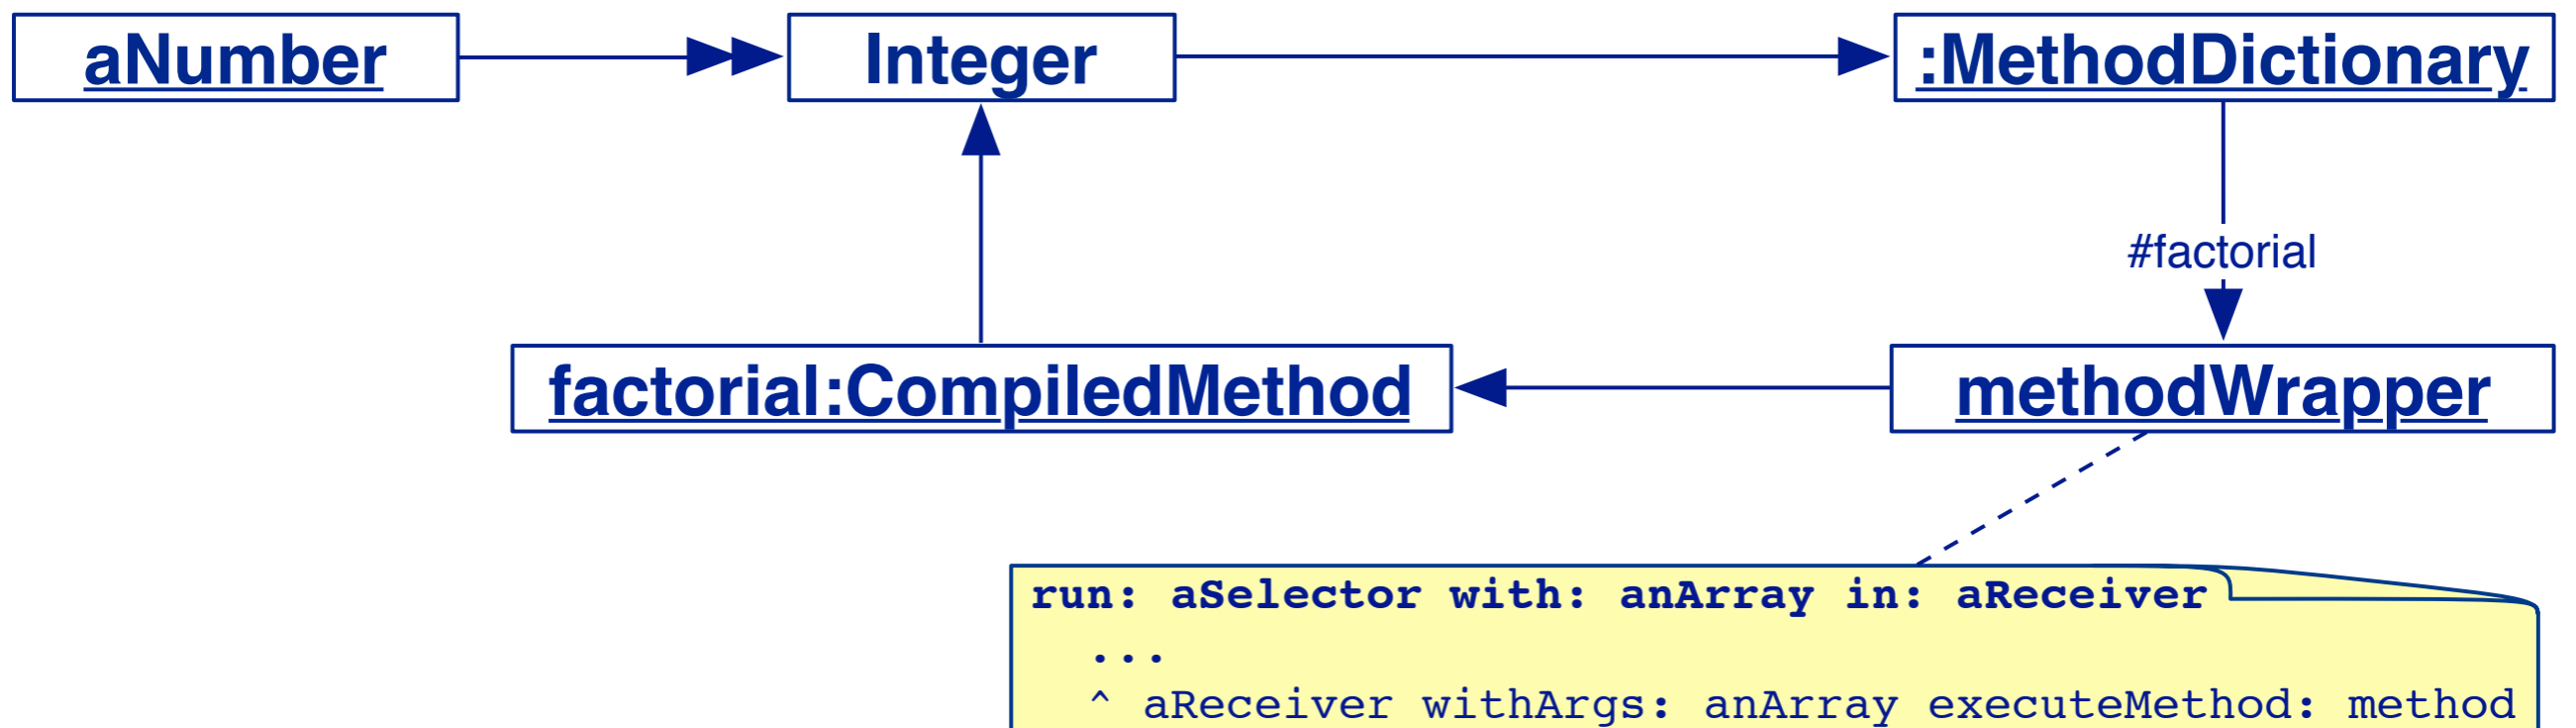 aNumber
Integer
:MethodDictionary
#factorial
factorial:CompiledMethod
methodWrapper
run: aSelector with: anArray in: aReceiver
...
^ aReceiver withArgs: anArray executeMethod: method